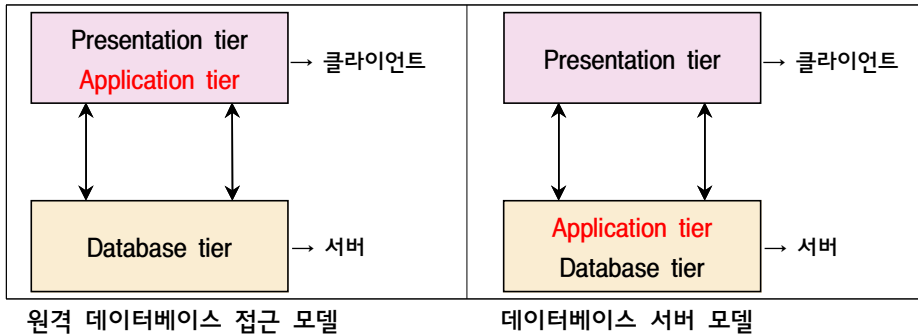 Presentation tier
Application tier
→ 클라이언트
Database tier
→ 서버
원격 데이터베이스 접근 모델
Presentation tier
→ 클라이언트
Application tier
Database tier
→ 서버
데이터베이스 서버 모델